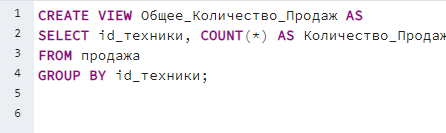 1 CREATE VIEW Общее_Количество_Продаж AS
2 SELECT id_техники, COUNT(*) AS Количество_Продаж
3 FROM продажа
4 GROUP BY id_техники;
5
6